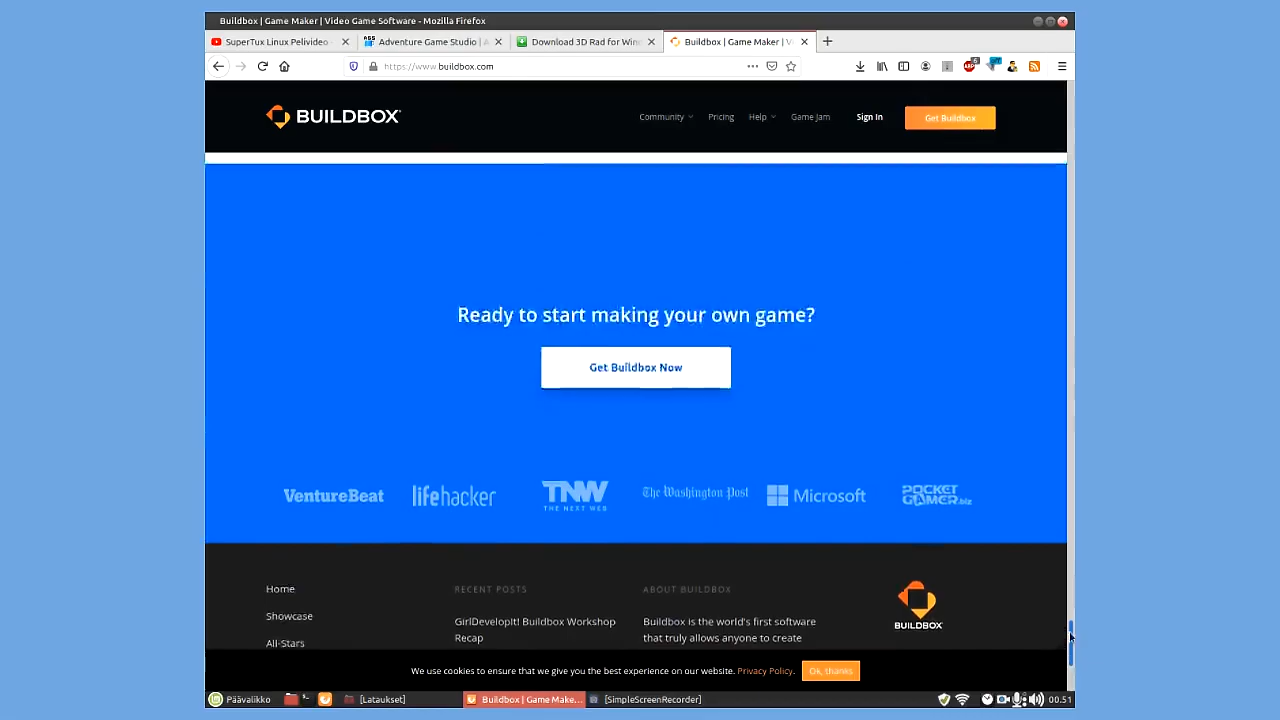 Buildbox | Game Maker | Video Game Software - Mozilla Firefox
SuperTux Linux Pelivideo
Adventure Game Studio | A
Download 3D Rad for Win
Buildbox | Game Maker | V
https://www.buildbox.com
BUILDBOX
Community
Pricing
Help
Game Jam
Sign In
Get Buildbox
Ready to start making your own game?
Get Buildbox Now
VentureBeat
lifehacker
TNW
THE NEXT WEB
The Washington Post
Microsoft
POCKET
GAMER.biz
Home
RECENT POSTS
ABOUT BUILDBOX
Showcase
GirlDevelopIt! Buildbox Workshop
Recap
Buildbox is the world's first software
that truly allows anyone to create
BUILDBOX
All-Stars
We use cookies to ensure that we give you the best experience on our website. Privacy Policy.
Ok, thanks
Päävalikko
[Lataukset]
Buildbox | Game Make...
[SimpleScreenRecorder]
00.51